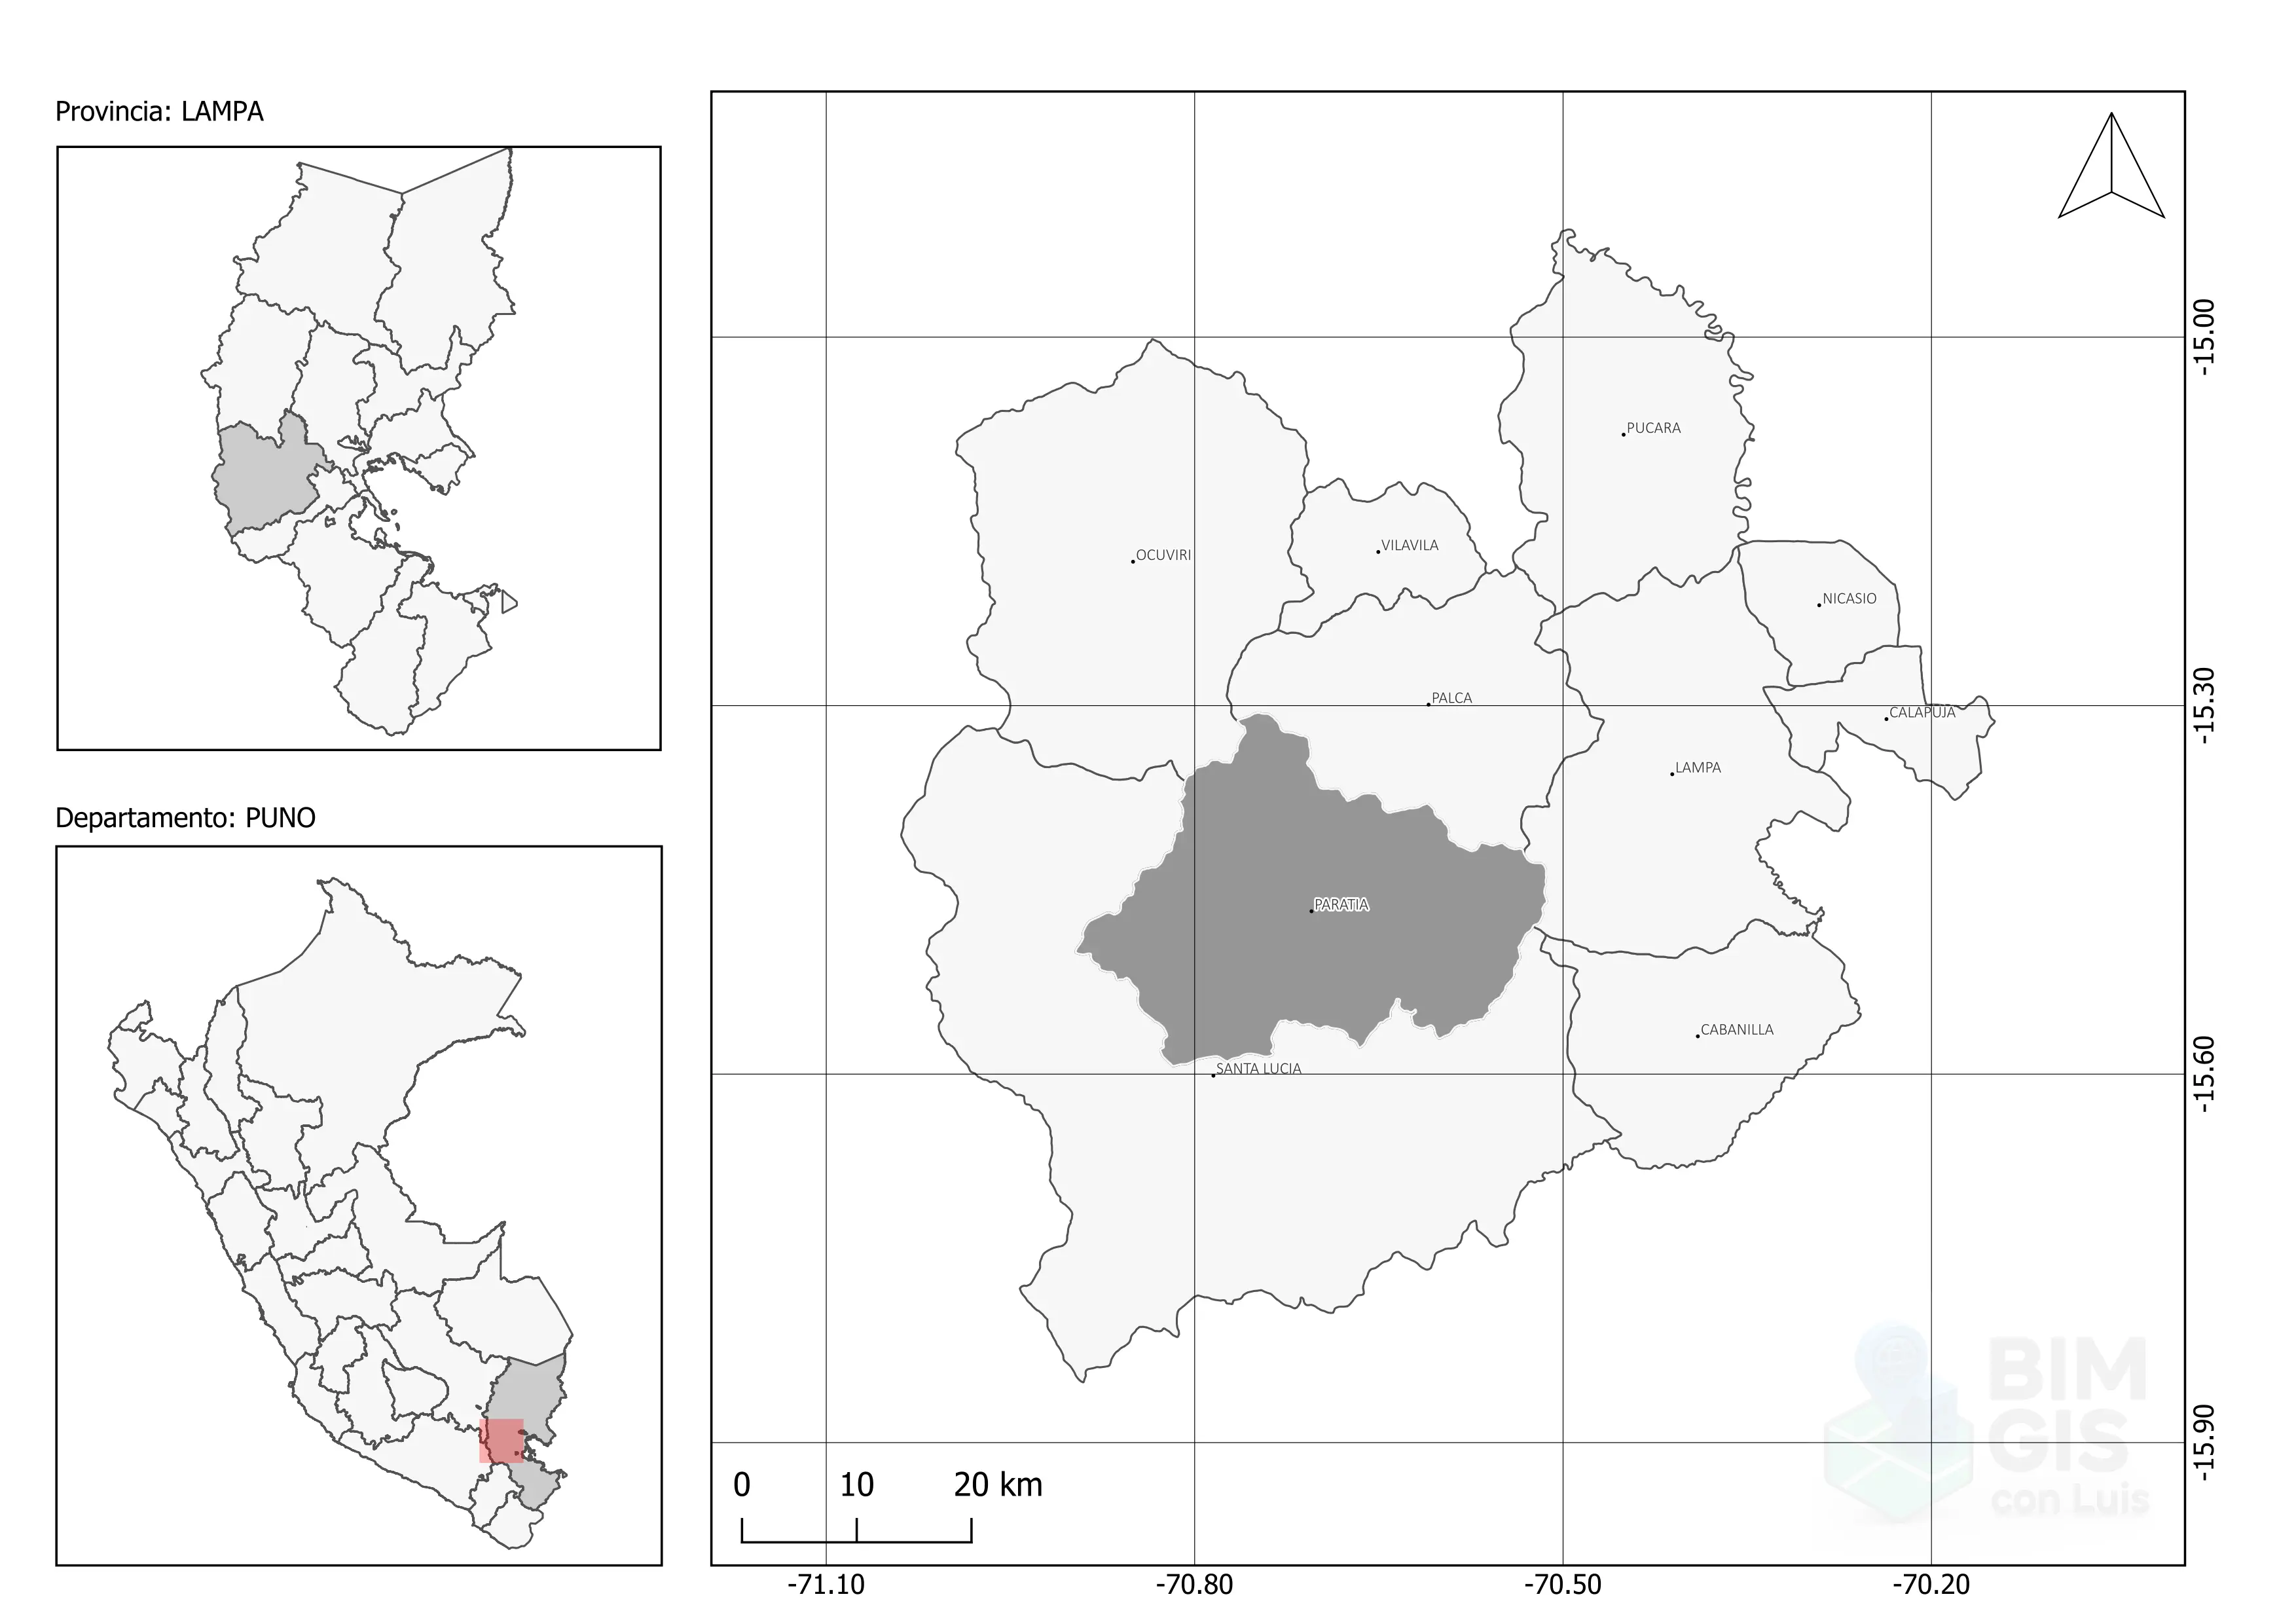 Provincia: LAMPA
Departamento: PUNO
PUCARA
VILAVILA
OCUVIRI
NICASIO
PALCA
CALAPUJA
LAMPA
PARATIA
CABANILLA
SANTA LUCIA
-15.00
-15.30
-15.60
-15.90
0 10 20 km
-71.10 -70.80 -70.50 -70.20
BIM
GIS
con Luis